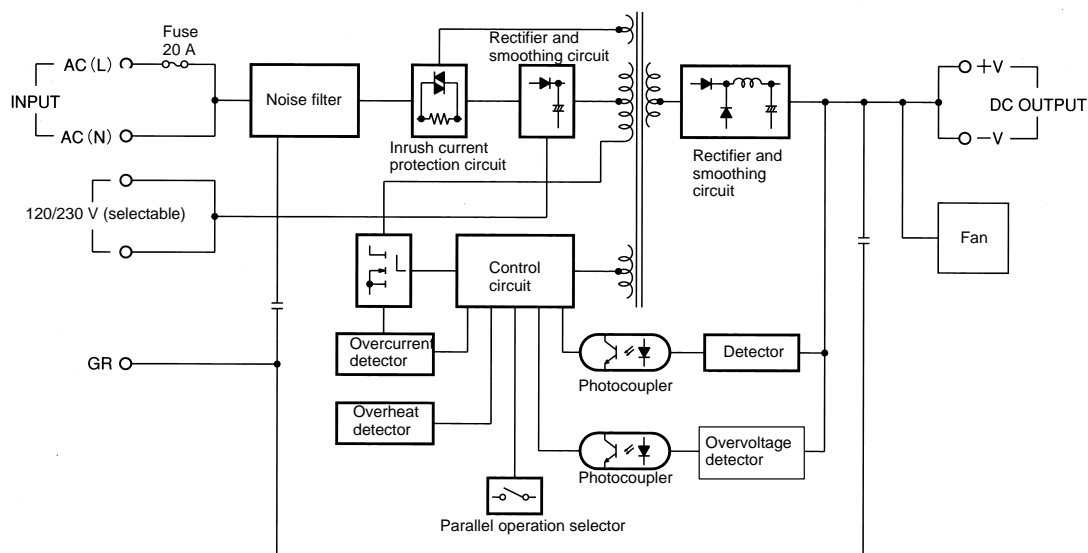 Fuse
20 A
AC (L)
INPUT
AC (N)
Noise filter
Rectifier and
smoothing circuit
Inrush current
protection circuit
Rectifier and
smoothing
circuit
+V
DC OUTPUT
−V
120/230 V (selectable)
Control
circuit
Fan
Overcurrent
detector
GR
Photocoupler
Detector
Overheat
detector
Photocoupler
Overvoltage
detector
Parallel operation selector